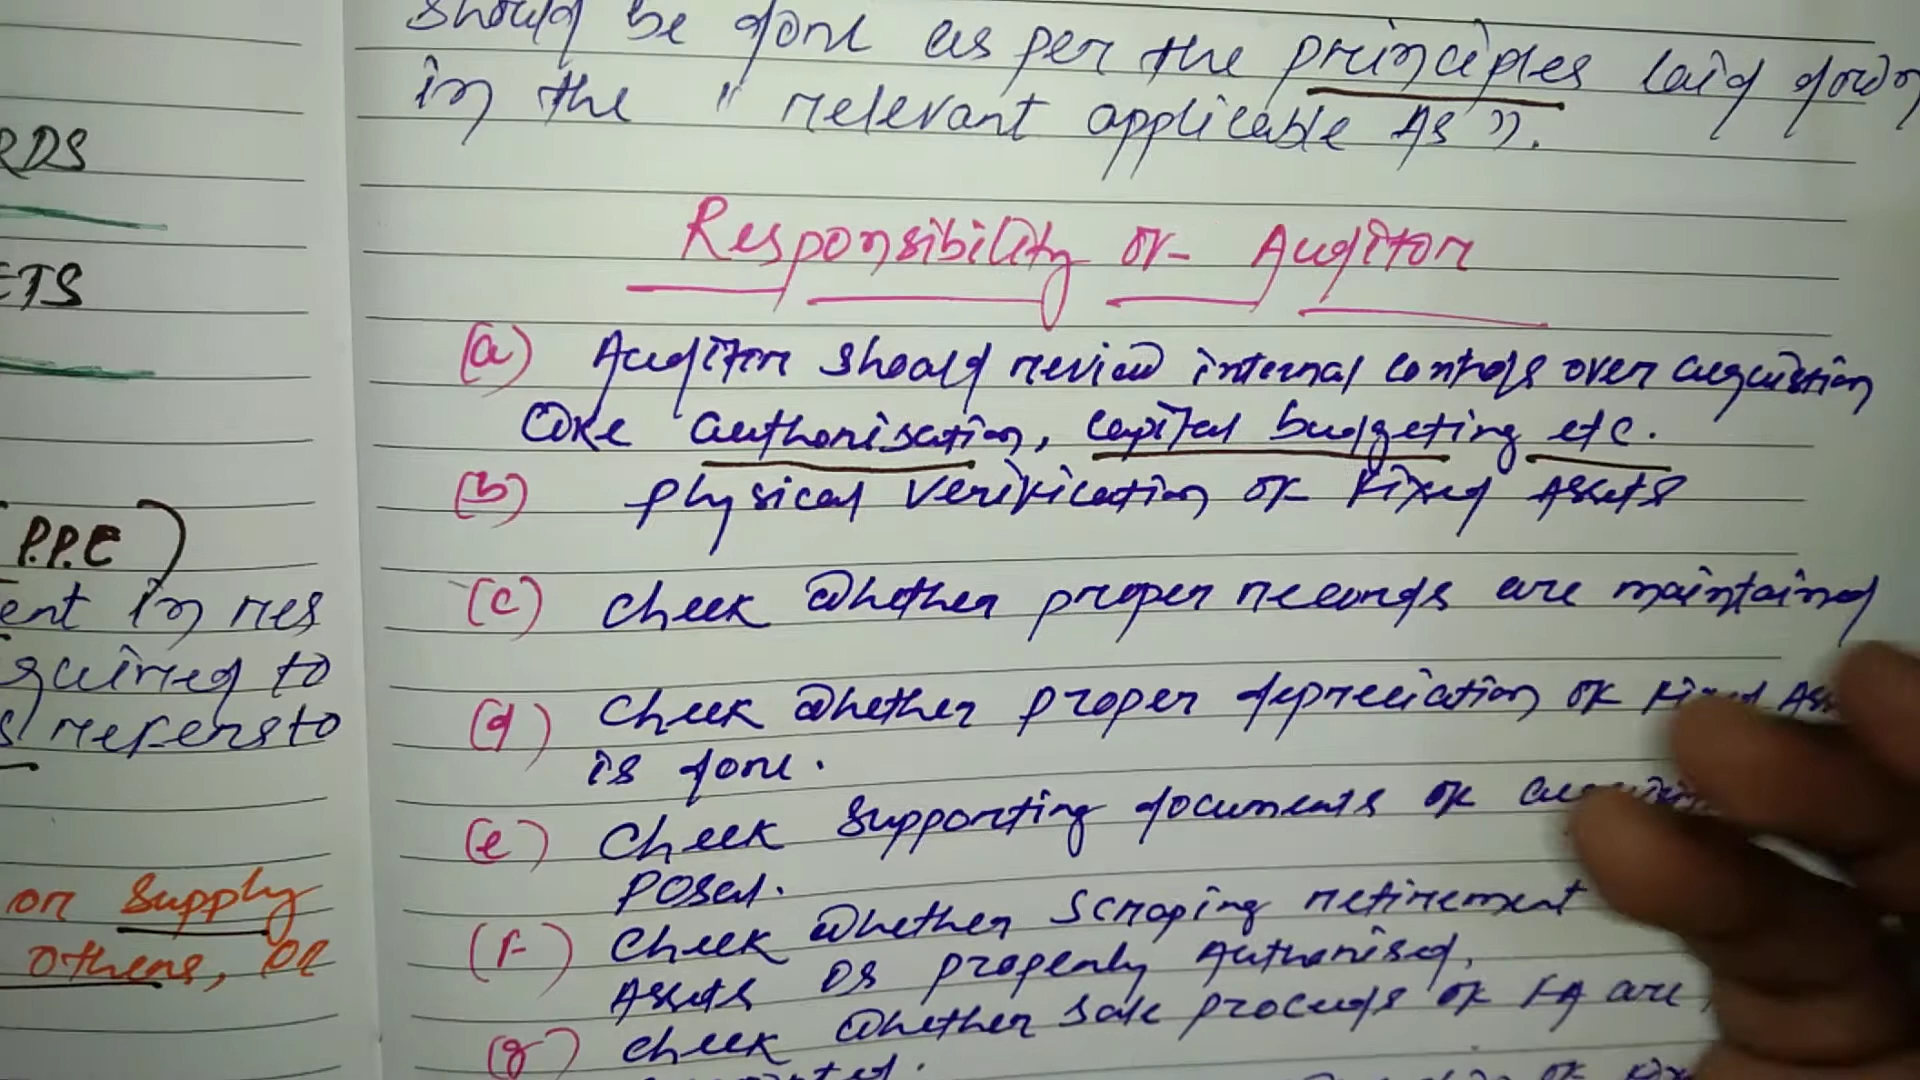 RDS
ETS
P.P.E)
ent in res
quired to
s) refers to
or supply
others, or
should be done as per the principles laid down
in the "relevant applicable AS".
Responsibility of Auditor
(a) Auditor should review internal controls over acquisition
like authorisation, capital budgeting etc.
(b) physical verification of Fixed Assets
(c) check whether proper records are maintained
(d) check whether proper depreciation of Fixed Ass
is done.
(e) check supporting documents of
posal.
(f) check whether scraping retirement
Assets is properly Authorised.
(g) check whether sale proceeds of FA are